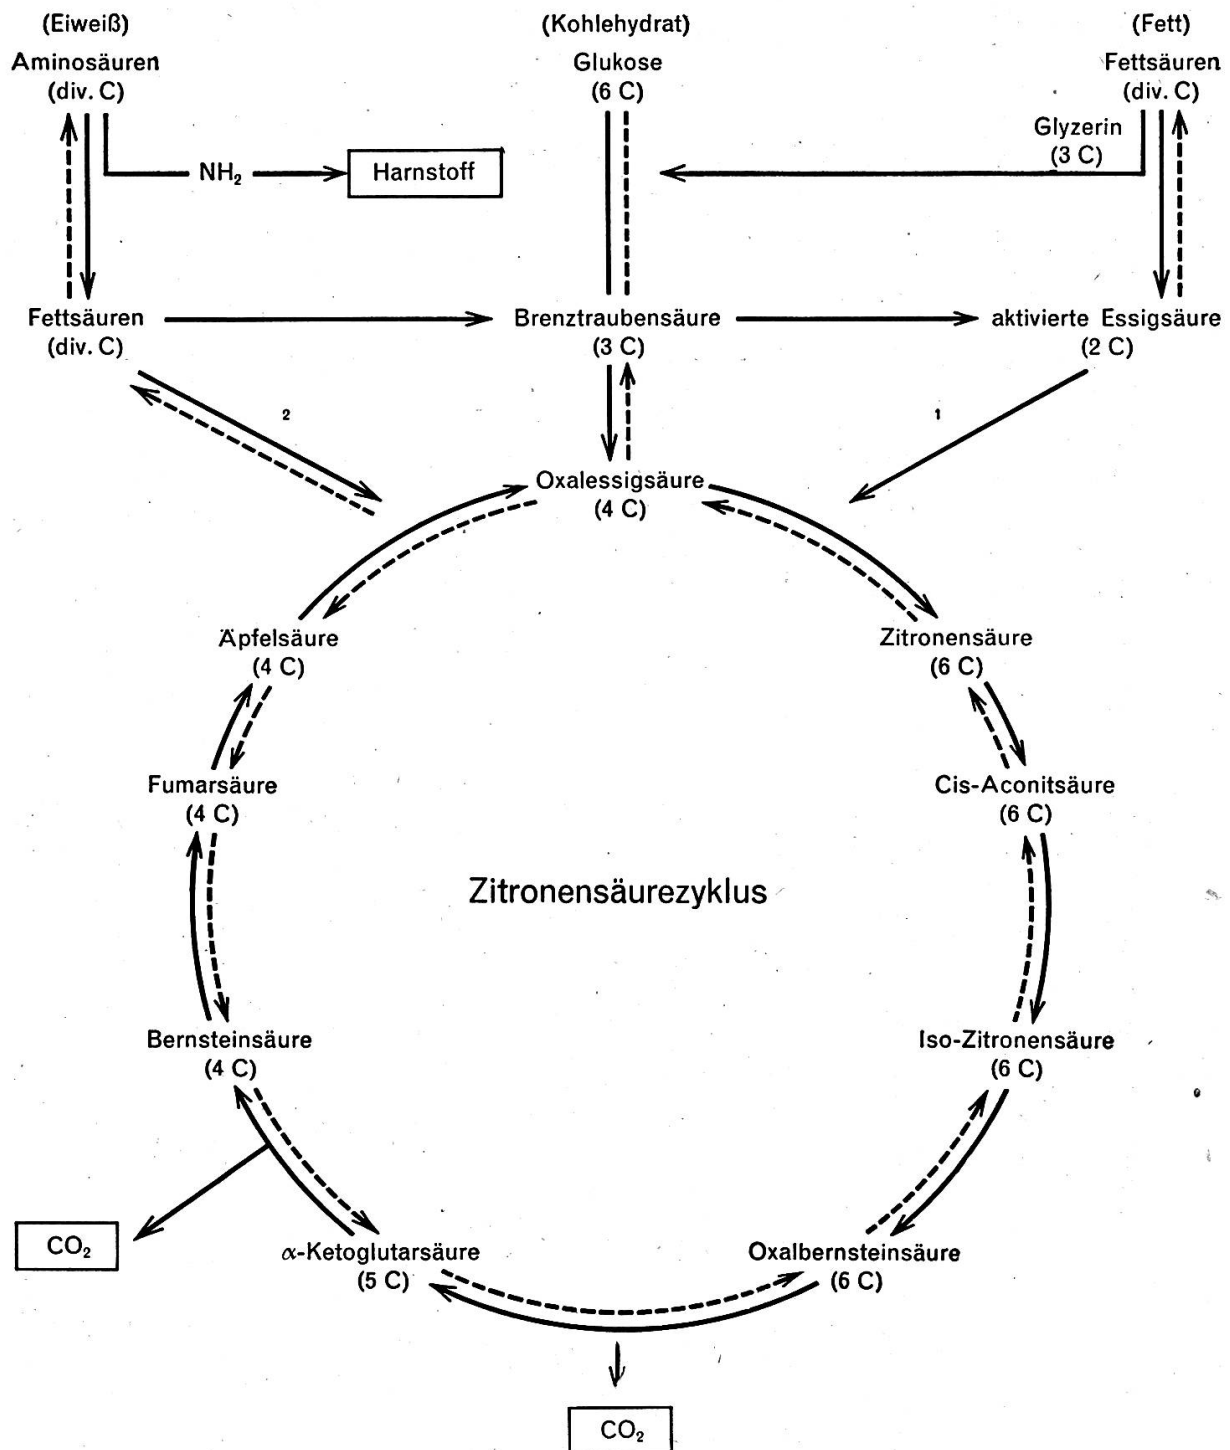 (Eiweiß)
Aminosäuren
(div. C)
(Kohlehydrat)
Glukose
(6 C)
(Fett)
Fettsäuren
(div. C)
Glyzerin
(3 C)
NH₂
Harnstoff
Fettsäuren
(div. C)
Brenztraubensäure
(3 C)
aktivierte Essigsäure
(2 C)
2
1
Oxalessigsäure
(4 C)
Äpfelsäure
(4 C)
Zitronensäure
(6 C)
Fumarsäure
(4 C)
Cis-Aconitsäure
(6 C)
Zitronensäurezyklus
Bernsteinsäure
(4 C)
Iso-Zitronensäure
(6 C)
CO₂
α-Ketoglutarsäure
(5 C)
Oxalbernsteinsäure
(6 C)
CO₂